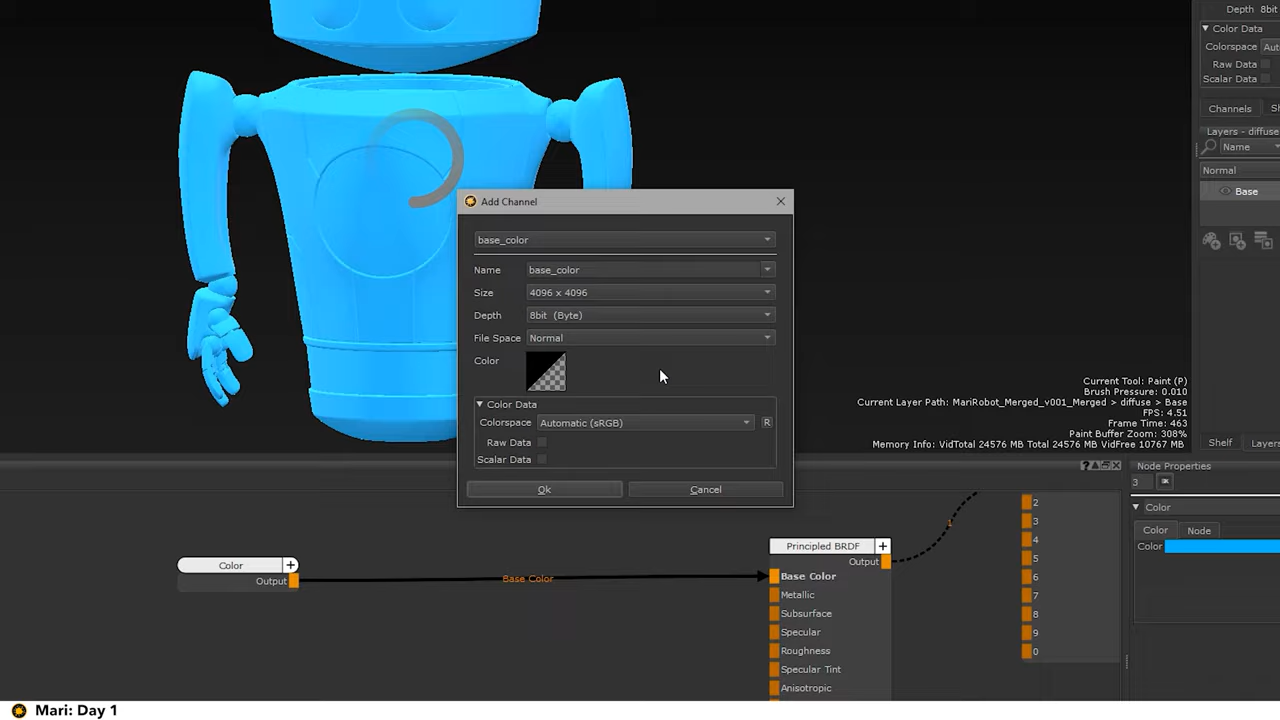 Depth 8bit
Color Data
Colorspace
Raw Data
Scalar Data
Channels
Layers - diffuse
Name
Normal
Base
Add Channel
base_color
Name base_color
Size 4096 x 4096
Depth 8bit (Byte)
File Space Normal
Color
Color Data
Colorspace Automatic (sRGB) R
Raw Data
Scalar Data
Ok Cancel
Current Tool: Paint (P)
Brush Pressure: 0.010
Current Layer Path: MariRobot_Merged_v001_Merged > diffuse > Base
FPS: 4.51
Frame Time: 463
Paint Buffer Zoom: 308%
Memory Info: VidTotal 24576 MB Total 24576 MB VidFree 10767 MB
Shelf Layers
Node Properties
3
Color
Color Node
Color
Color +
Output
Base Color
Principled BRDF +
Output
Base Color
Metallic
Subsurface
Specular
Roughness
Specular Tint
Anisotropic
1
2
3
4
5
6
7
8
9
0
Mari: Day 1